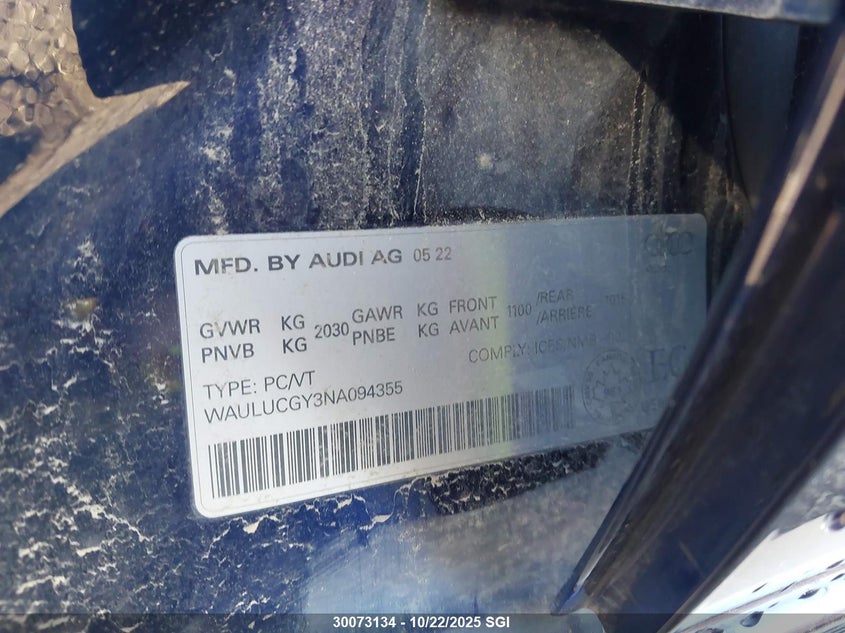 MFD. BY AUDI AG 05 22
GVWR KG 2030 GAWR KG FRONT 1100 /REAR
PNVB KG PNBE KG AVANT /ARRIÈRE
COMPLY:
TYPE: PC/VT
WAULUCGY3NA094355
30073134 - 10/22/2025 SGI